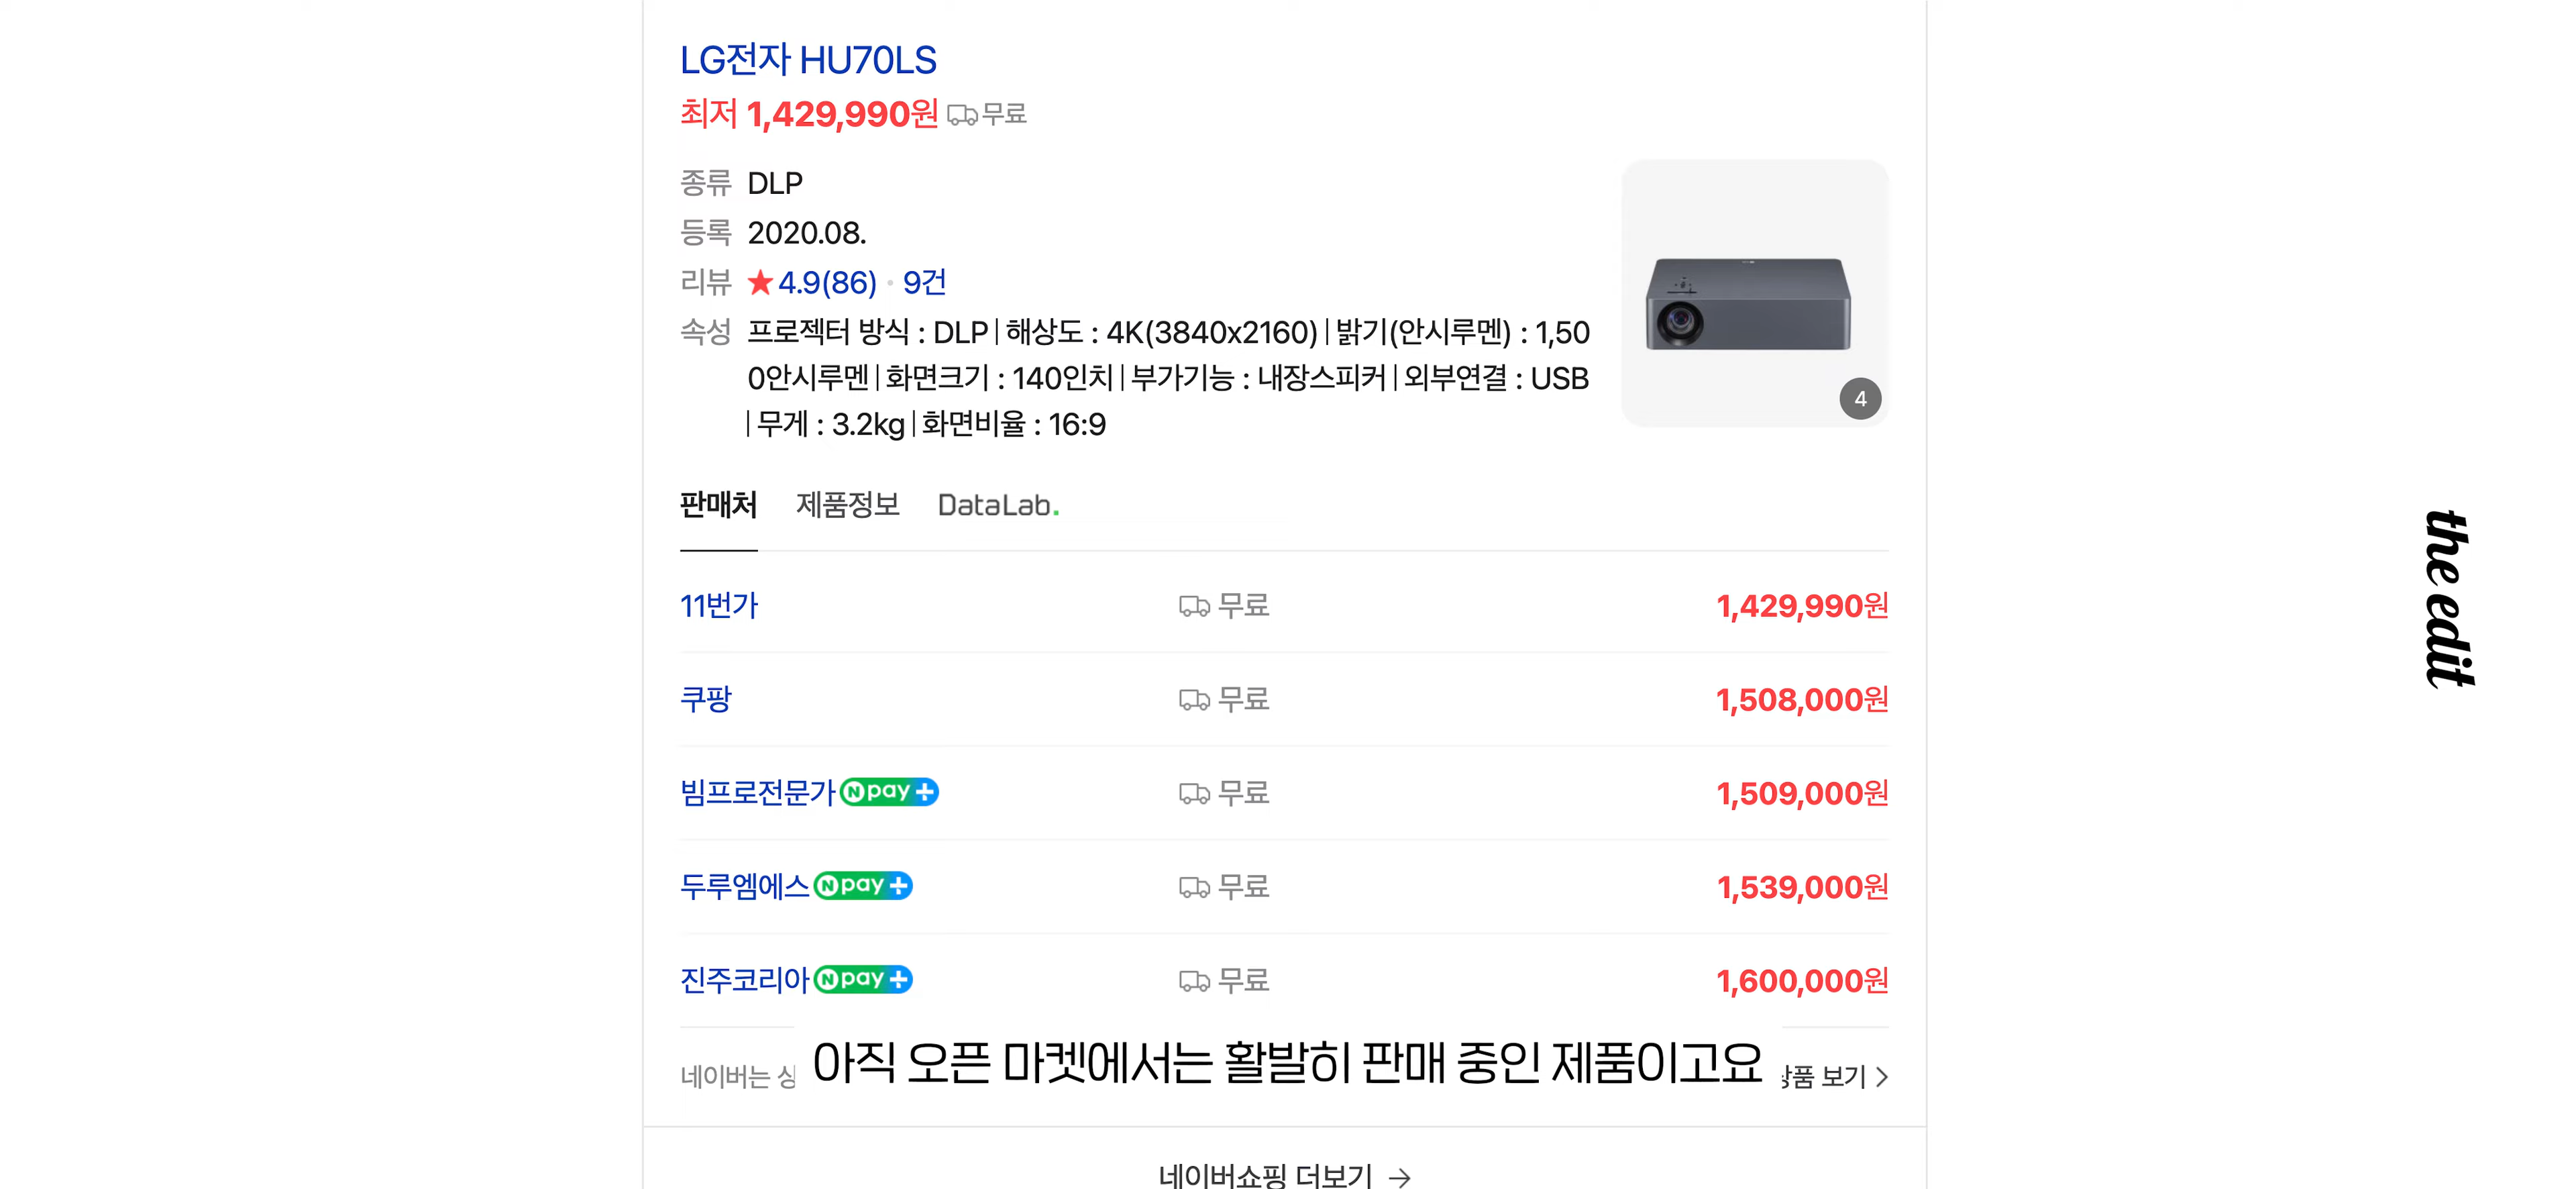 LG전자 HU70LS
최저 1,429,990원 무료
종류 DLP
등록 2020.08.
리뷰 ★4.9(86) · 9건
속성 프로젝터 방식 : DLP | 해상도 : 4K(3840x2160) | 밝기(안시루멘) : 1,50
0안시루멘 | 화면크기 : 140인치 | 부가기능 : 내장스피커 | 외부연결 : USB
| 무게 : 3.2kg | 화면비율 : 16:9
4
판매처 제품정보 DataLab.
11번가 무료 1,429,990원
쿠팡 무료 1,508,000원
빔프로전문가 N pay + 무료 1,509,000원
두루엠에스 N pay + 무료 1,539,000원
진주코리아 N pay + 무료 1,600,000원
네이버는 보기 >
아직 오픈 마켓에서는 활발히 판매 중인 제품이고요
네이버쇼핑 더보기 →
the edit